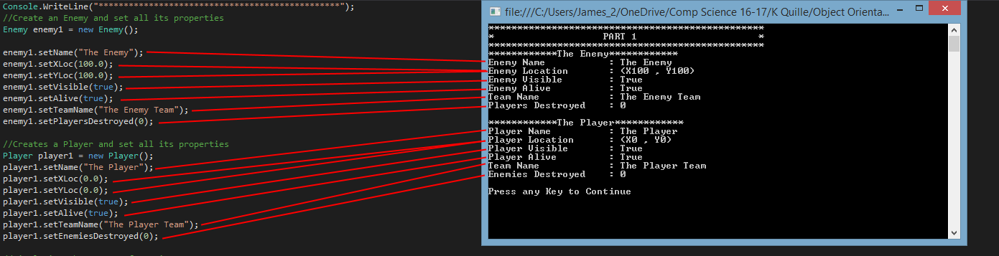 Console.WriteLine("************************************************");
//Create an Enemy and set all its properties
Enemy enemy1 = new Enemy();
enemy1.setName("The Enemy");
enemy1.setXLoc(100.0);
enemy1.setYLoc(100.0);
enemy1.setVisible(true);
enemy1.setAlive(true);
enemy1.setTeamName("The Enemy Team");
enemy1.setPlayersDestroyed(0);
//Creates a Player and set all its properties
Player player1 = new Player();
player1.setName("The Player");
player1.setXLoc(0.0);
player1.setYLoc(0.0);
player1.setVisible(true);
player1.setAlive(true);
player1.setTeamName("The Player Team");
player1.setEnemiesDestroyed(0);
file:///C:/Users/James_2/OneDrive/Comp Science 16-17/K Quille/Object Orienta...
************************************************
* PART 1 *
************************************************
************The Enemy************
Enemy Name : The Enemy
Enemy Location : (X100 , Y100)
Enemy Visible : True
Enemy Alive : True
Team Name : The Enemy Team
Players Destroyed : 0
************The Player************
Player Name : The Player
Player Location : (X0 , Y0)
Player Visible : True
Player Alive : True
Team Name : The Player Team
Enemies Destroyed : 0
Press any Key to Continue